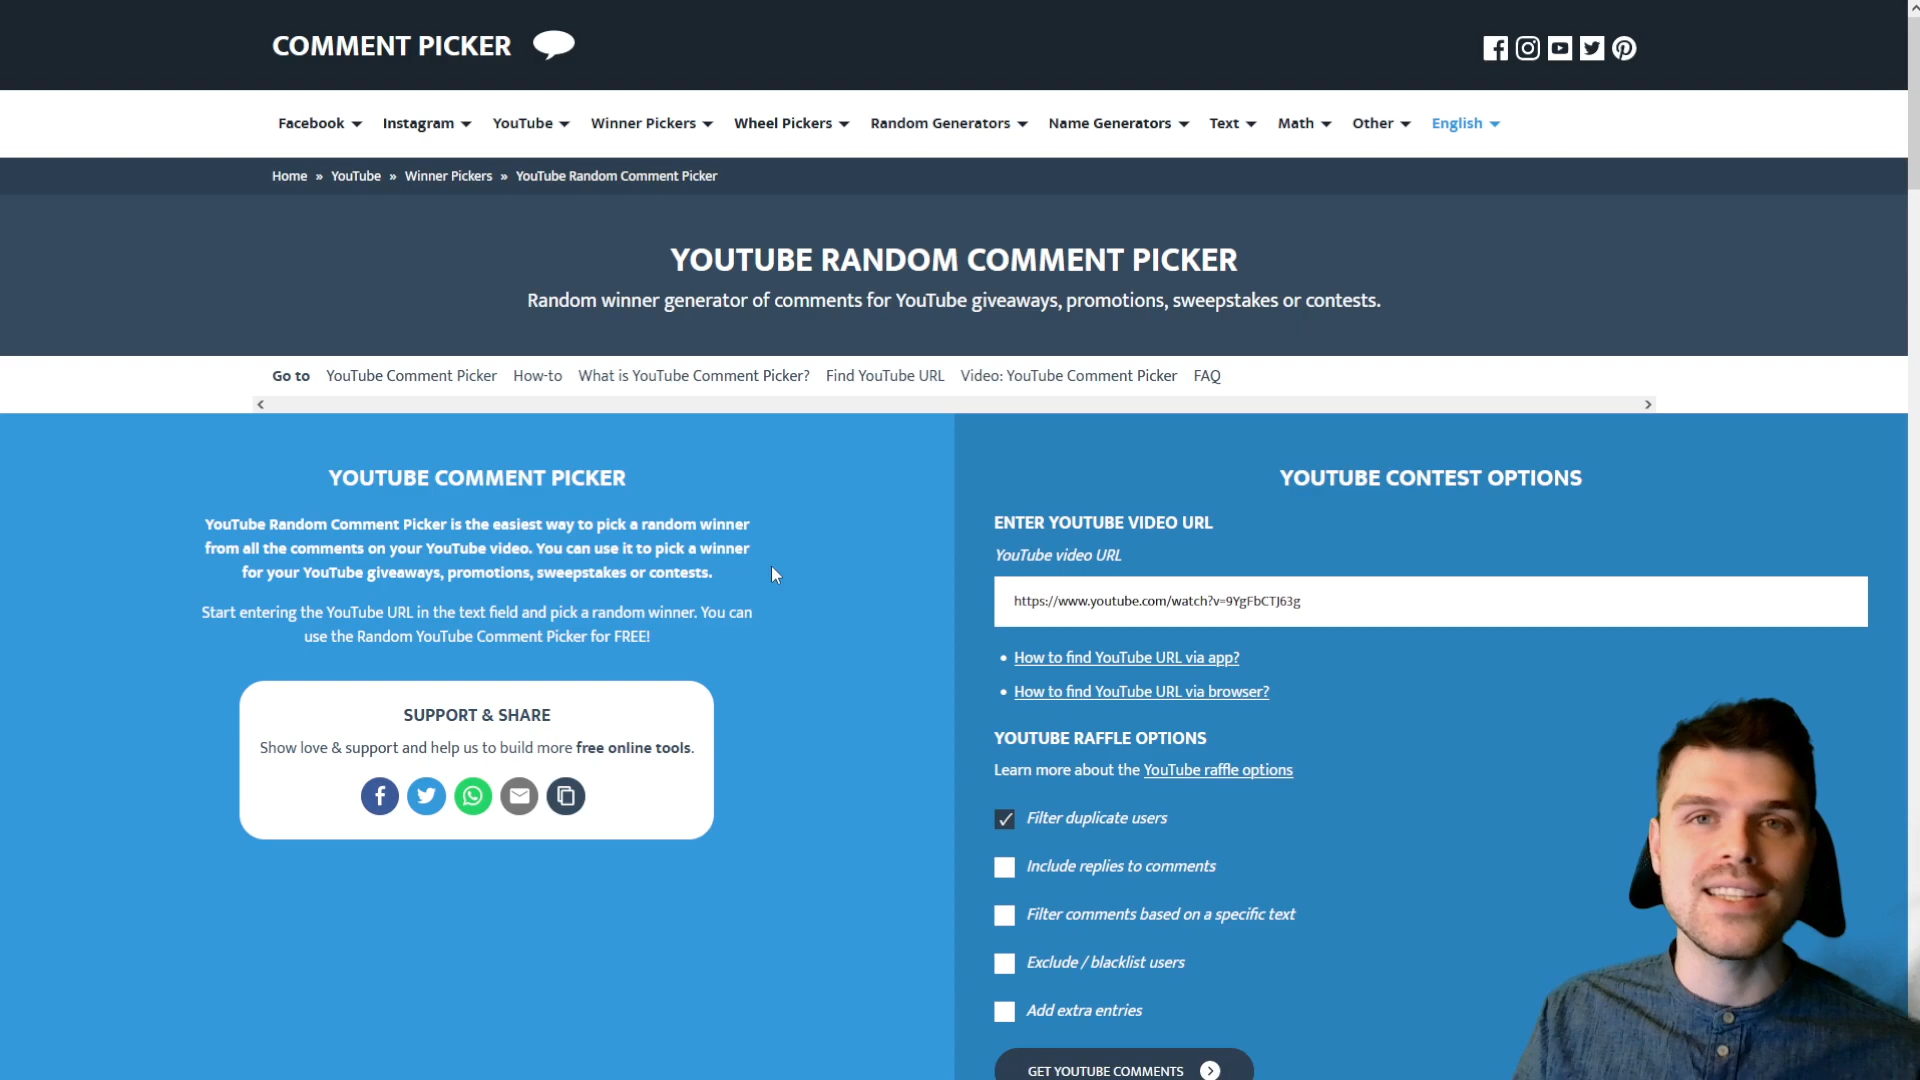 COMMENT PICKER
Facebook Instagram YouTube Winner Pickers Wheel Pickers Random Generators Name Generators Text Math Other English
Home » YouTube » Winner Pickers » YouTube Random Comment Picker
YOUTUBE RANDOM COMMENT PICKER
Random winner generator of comments for YouTube giveaways, promotions, sweepstakes or contests.
Go to YouTube Comment Picker How-to What is YouTube Comment Picker? Find YouTube URL Video: YouTube Comment Picker FAQ
YOUTUBE COMMENT PICKER
YouTube Random Comment Picker is the easiest way to pick a random winner
from all the comments on your YouTube video. You can use it to pick a winner
for your YouTube giveaways, promotions, sweepstakes or contests.
Start entering the YouTube URL in the text field and pick a random winner. You can
use the Random YouTube Comment Picker for FREE!
SUPPORT & SHARE
Show love & support and help us to build more free online tools.
YOUTUBE CONTEST OPTIONS
ENTER YOUTUBE VIDEO URL
YouTube video URL
https://www.youtube.com/watch?v=9YgFbCTJ63g
• How to find YouTube URL via app?
• How to find YouTube URL via browser?
YOUTUBE RAFFLE OPTIONS
Learn more about the YouTube raffle options
Filter duplicate users
Include replies to comments
Filter comments based on a specific text
Exclude / blacklist users
Add extra entries
GET YOUTUBE COMMENTS